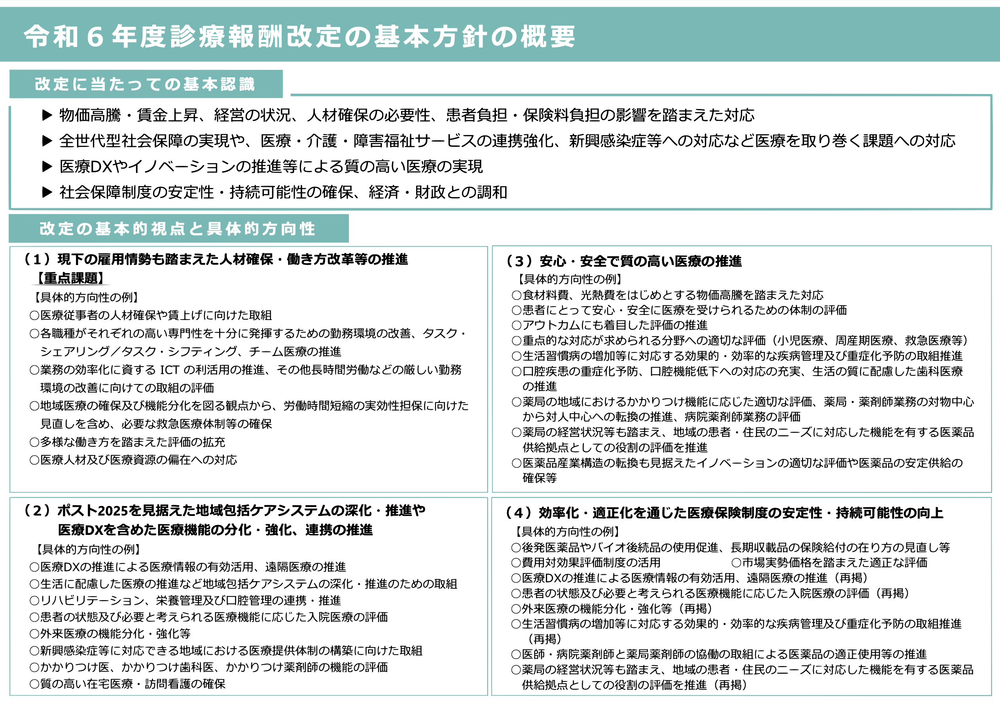 令和６年度診療報酬改定の基本方針の概要
改定に当たっての基本認識
▶ 物価高騰・賃金上昇、経営の状況、人材確保の必要性、患者負担・保険料負担の影響を踏まえた対応
▶ 全世代型社会保障の実現や、医療・介護・障害福祉サービスの連携強化、新興感染症等への対応など医療を取り巻く課題への対応
▶ 医療DXやイノベーションの推進等による質の高い医療の実現
▶ 社会保障制度の安定性・持続可能性の確保、経済・財政との調和
改定の基本的視点と具体的方向性
（１）現下の雇用情勢も踏まえた人材確保・働き方改革等の推進
【重点課題】
【具体的方向性の例】
○医療従事者の人材確保や賃上げに向けた取組
○各職種がそれぞれの高い専門性を十分に発揮するための勤務環境の改善、タスク・
シェアリング／タスク・シフティング、チーム医療の推進
○業務の効率化に資する ICT の利活用の推進、その他長時間労働などの厳しい勤務
環境の改善に向けての取組の評価
○地域医療の確保及び機能分化を図る観点から、労働時間短縮の実効性担保に向けた
見直しを含め、必要な救急医療体制等の確保
○多様な働き方を踏まえた評価の拡充
○医療人材及び医療資源の偏在への対応
（２）ポスト2025を見据えた地域包括ケアシステムの深化・推進や
医療DXを含めた医療機能の分化・強化、連携の推進
【具体的方向性の例】
○医療DXの推進による医療情報の有効活用、遠隔医療の推進
○生活に配慮した医療の推進など地域包括ケアシステムの深化・推進のための取組
○リハビリテーション、栄養管理及び口腔管理の連携・推進
○患者の状態及び必要と考えられる医療機能に応じた入院医療の評価
○外来医療の機能分化・強化等
○新興感染症等に対応できる地域における医療提供体制の構築に向けた取組
○かかりつけ医、かかりつけ歯科医、かかりつけ薬剤師の機能の評価
○質の高い在宅医療・訪問看護の確保
（３）安心・安全で質の高い医療の推進
【具体的方向性の例】
○食材料費、光熱費をはじめとする物価高騰を踏まえた対応
○患者にとって安心・安全に医療を受けられるための体制の評価
○アウトカムにも着目した評価の推進
○重点的な対応が求められる分野への適切な評価（小児医療、周産期医療、救急医療等）
○生活習慣病の増加等に対応する効果的・効率的な疾病管理及び重症化予防の取組推進
○口腔疾患の重症化予防、口腔機能低下への対応の充実、生活の質に配慮した歯科医療
の推進
○薬局の地域におけるかかりつけ機能に応じた適切な評価、薬局・薬剤師業務の対物中心
から対人中心への転換の推進、病院薬剤師業務の評価
○薬局の経営状況等も踏まえ、地域の患者・住民のニーズに対応した機能を有する医薬品
供給拠点としての役割の評価を推進
○医薬品産業構造の転換も見据えたイノベーションの適切な評価や医薬品の安定供給の
確保等
（４）効率化・適正化を通じた医療保険制度の安定性・持続可能性の向上
【具体的方向性の例】
○後発医薬品やバイオ後続品の使用促進、長期収載品の保険給付の在り方の見直し等
○費用対効果評価制度の活用　○市場実勢価格を踏まえた適正な評価
○医療DXの推進による医療情報の有効活用、遠隔医療の推進（再掲）
○患者の状態及び必要と考えられる医療機能に応じた入院医療の評価（再掲）
○外来医療の機能分化・強化等（再掲）
○生活習慣病の増加等に対応する効果的・効率的な疾病管理及び重症化予防の取組推進
（再掲）
○医師・病院薬剤師と薬局薬剤師の協働の取組による医薬品の適正使用等の推進
○薬局の経営状況等も踏まえ、地域の患者・住民のニーズに対応した機能を有する医薬品
供給拠点としての役割の評価を推進（再掲）